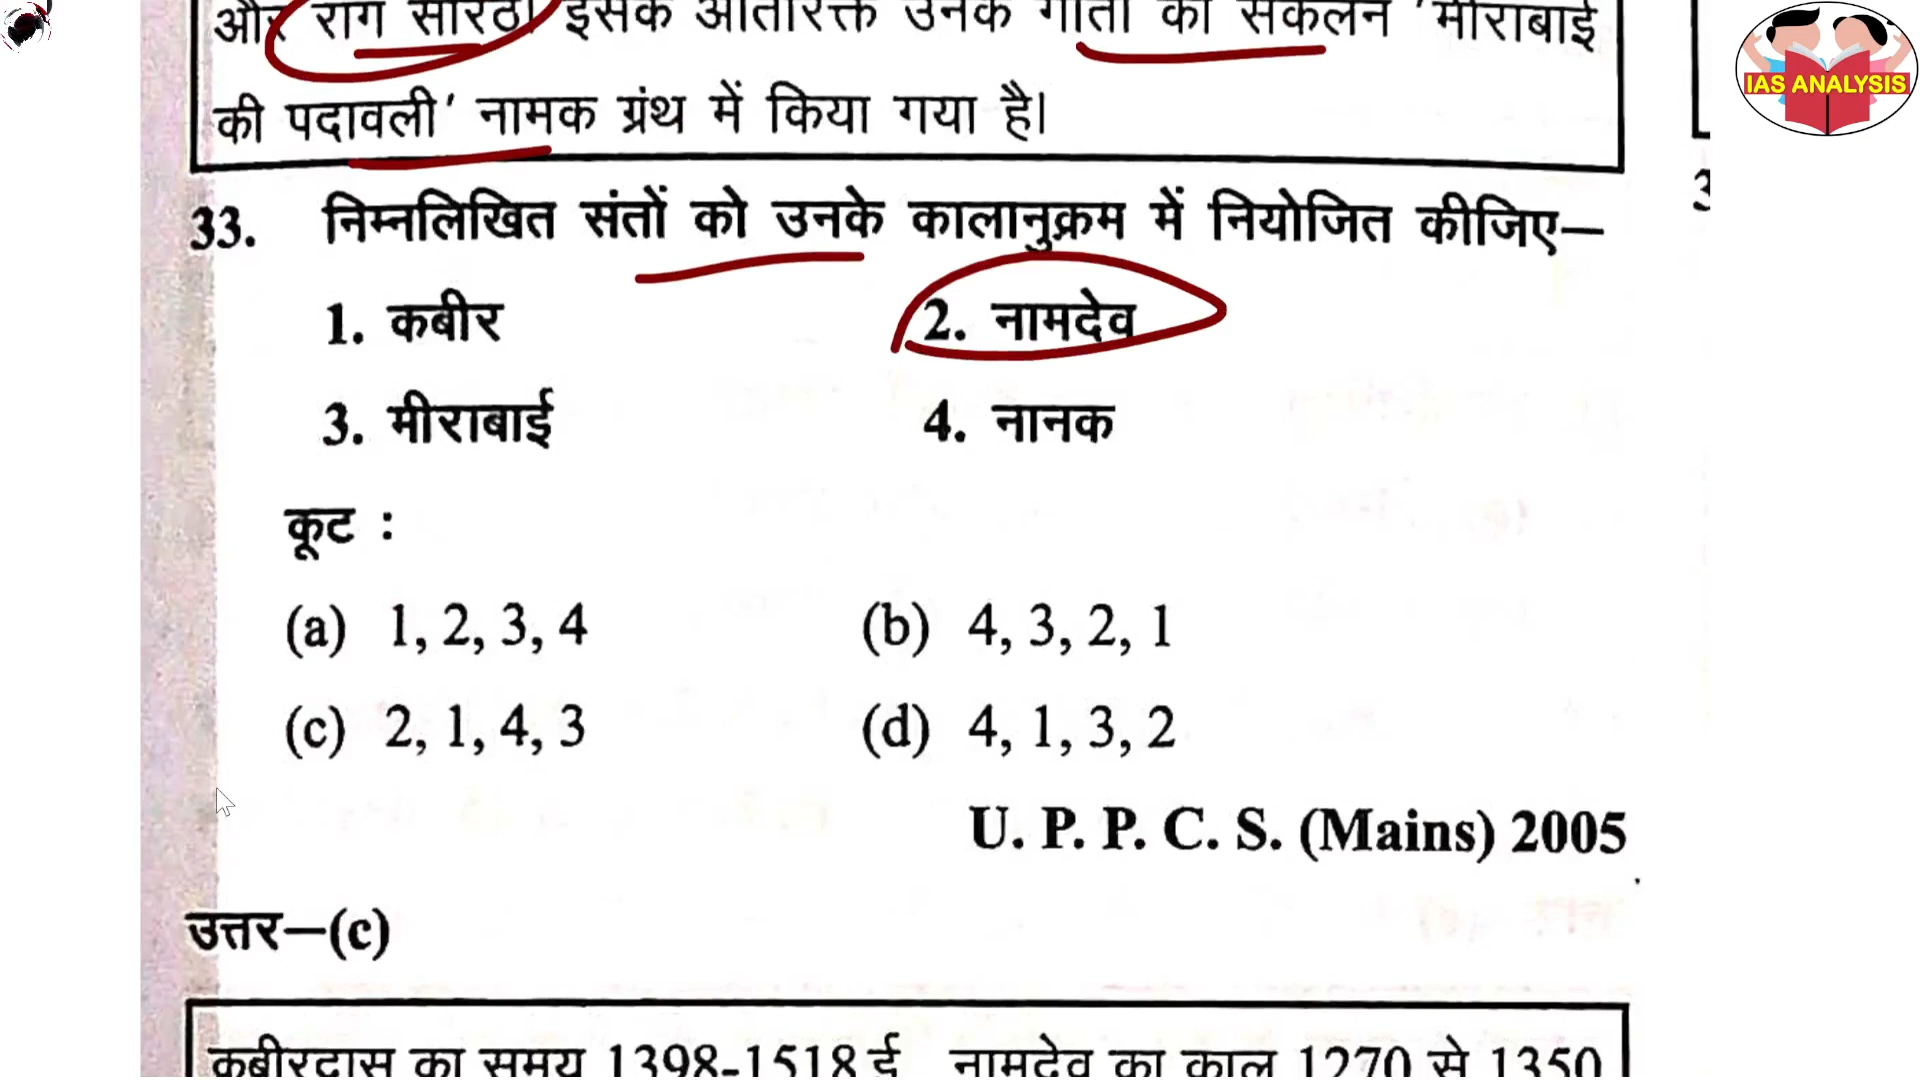 और राग सोरठ। इसके अतिरिक्त उनके गीतों का संकलन 'मीराबाई
की पदावली' नामक ग्रंथ में किया गया है।
IAS ANALYSIS
33. निम्नलिखित संतों को उनके कालानुक्रम में नियोजित कीजिए—
1. कबीर 2. नामदेव
3. मीराबाई 4. नानक
कूट :
(a) 1, 2, 3, 4 (b) 4, 3, 2, 1
(c) 2, 1, 4, 3 (d) 4, 1, 3, 2
U. P. P. C. S. (Mains) 2005
उत्तर—(c)
कबीरदास का समय 1398-1518 ई नामदेव का काल 1270 से 1350